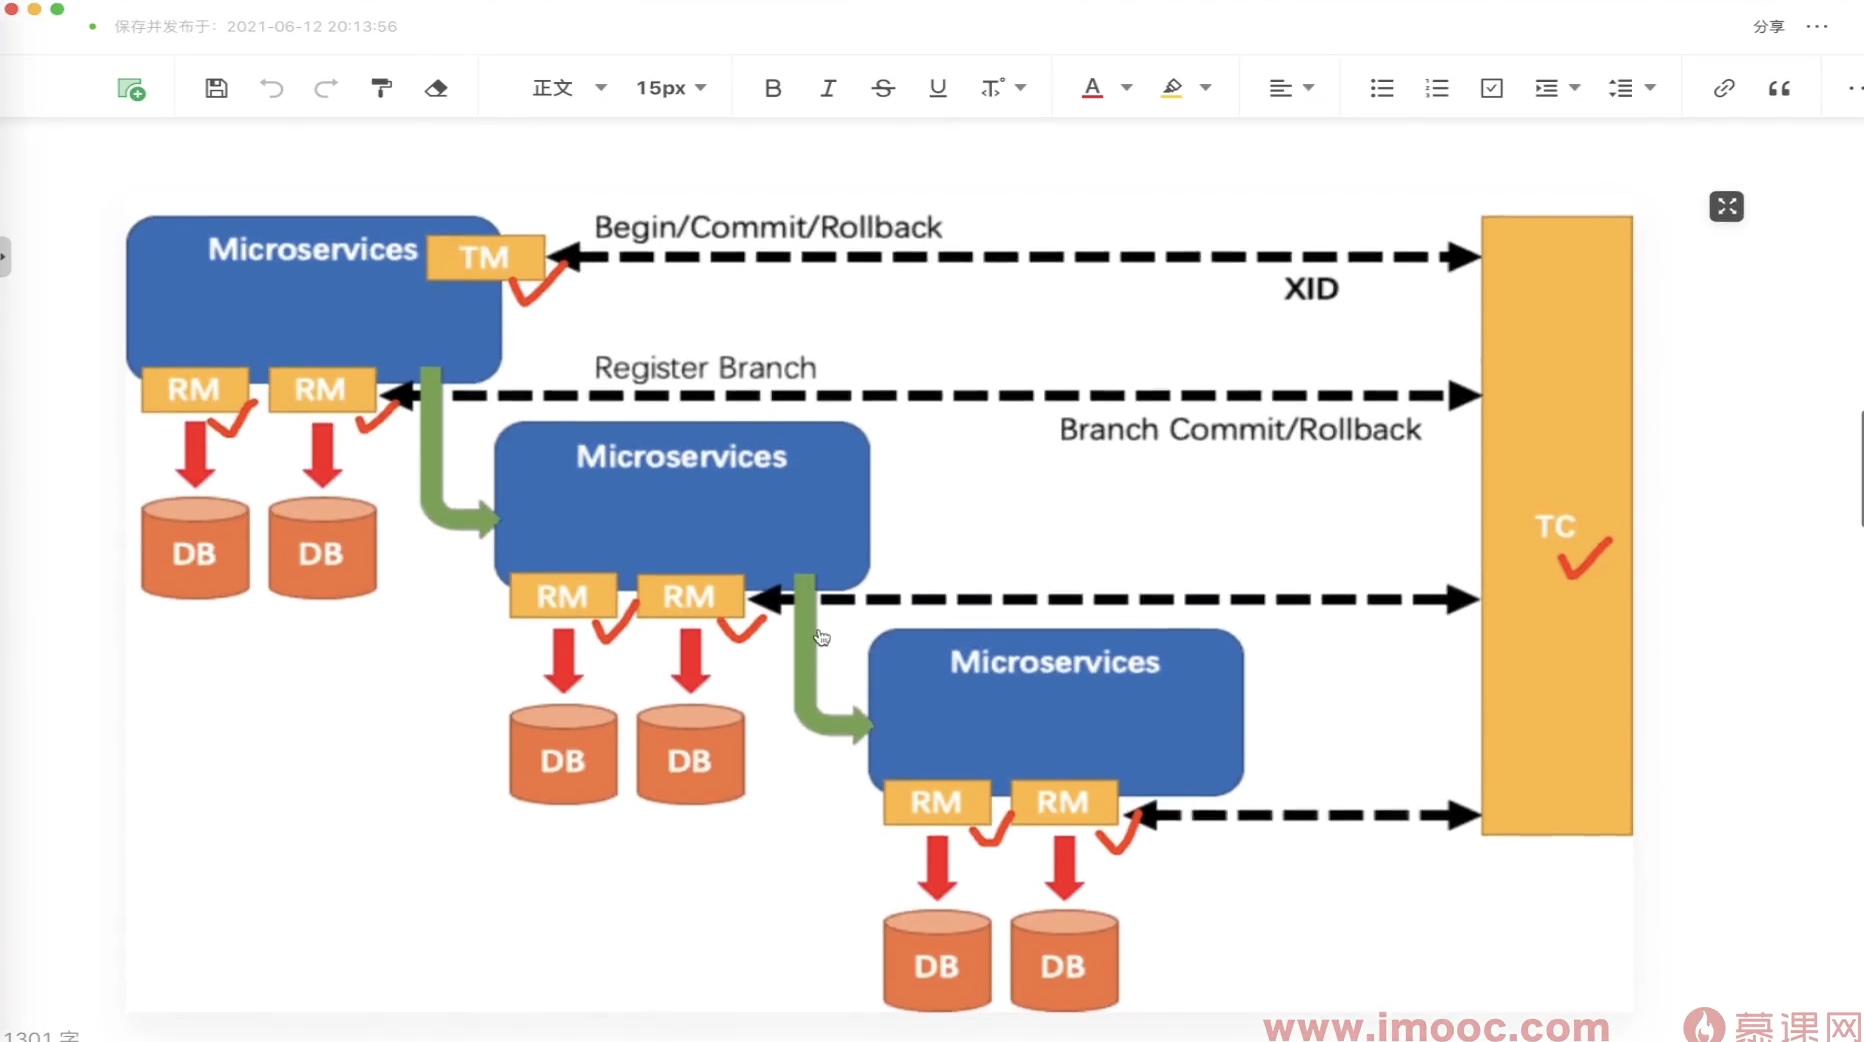 保存并发布于: 2021-06-12 20:13:56
分享
正文 15px
Begin/Commit/Rollback
Microservices TM
XID
Register Branch
RM RM
Branch Commit/Rollback
Microservices
TC
DB DB
RM RM
Microservices
DB DB
RM RM
DB DB
www.imooc.com 慕课网
1301 字